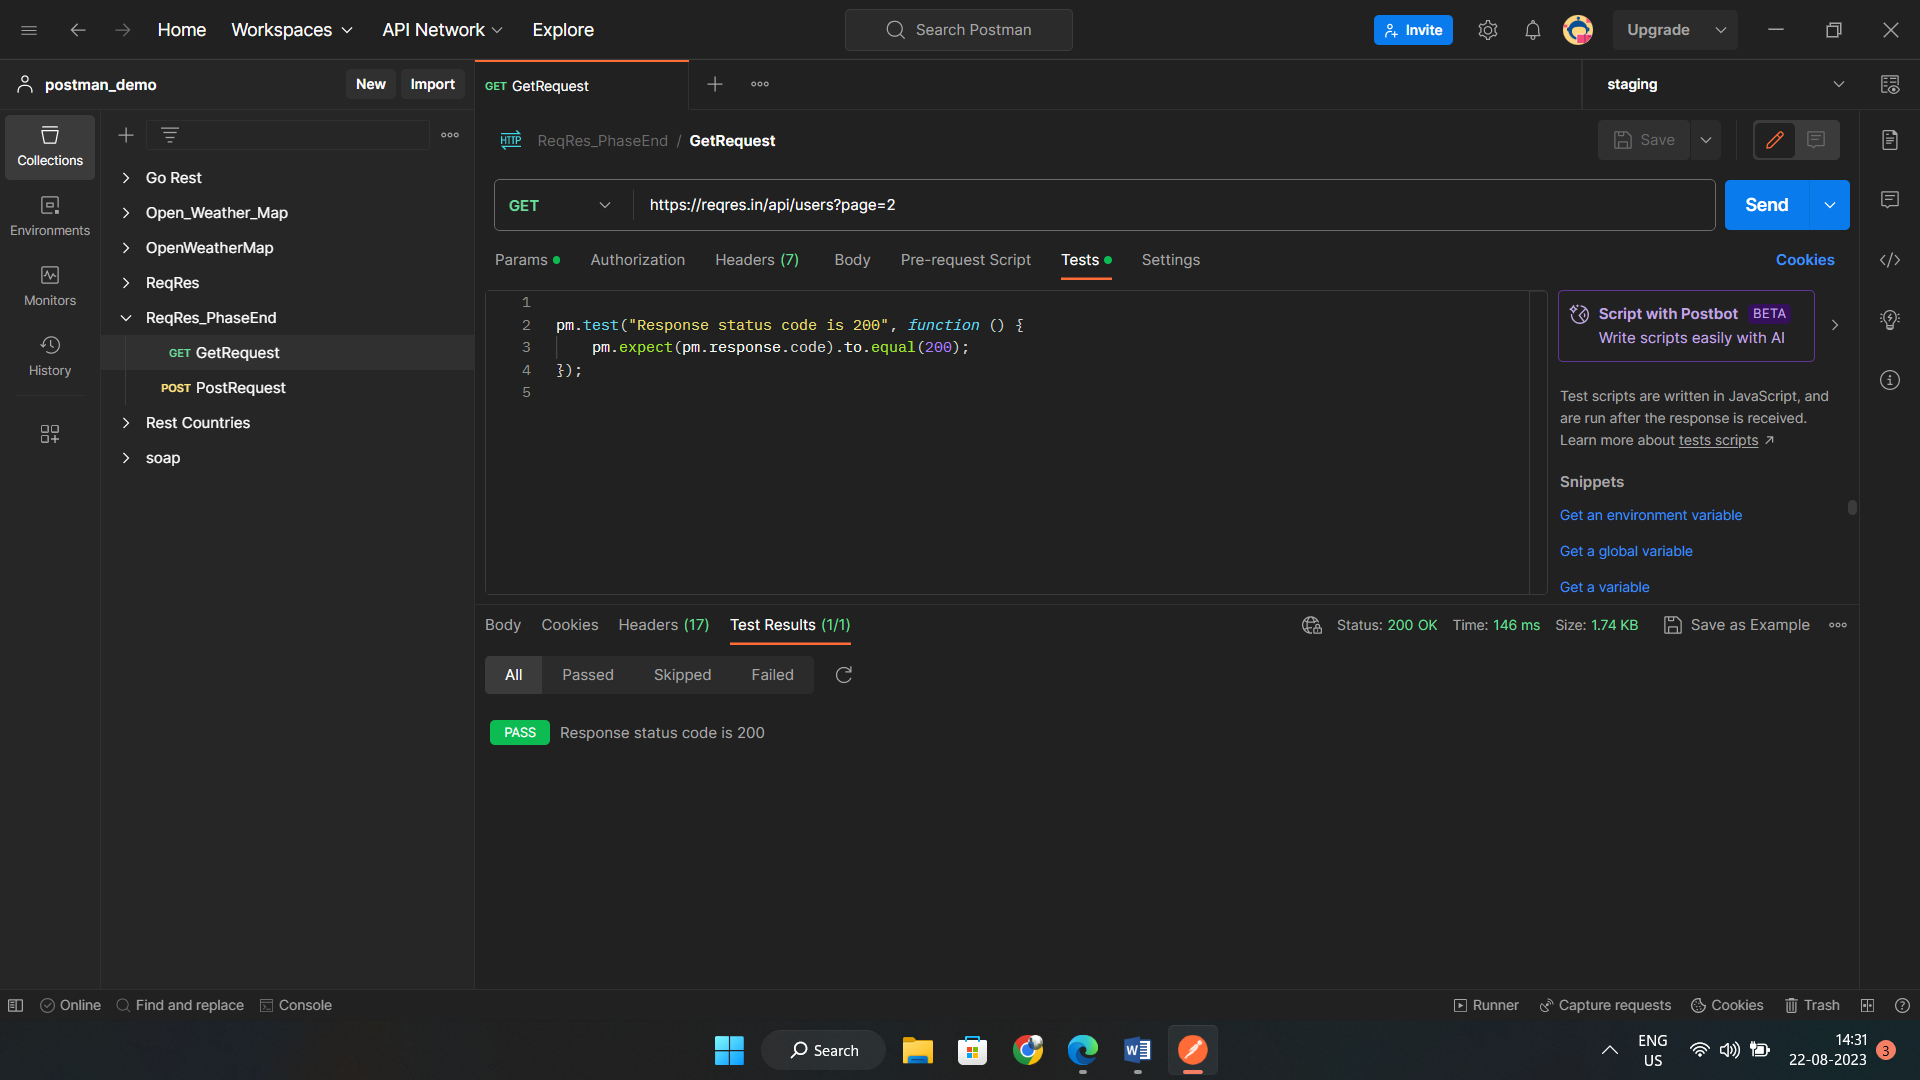 Home Workspaces API Network Explore Search Postman Invite Upgrade
postman_demo New Import GET GetRequest staging
Collections
Environments
Monitors
History
Go Rest
Open_Weather_Map
OpenWeatherMap
ReqRes
ReqRes_PhaseEnd
GET GetRequest
POST PostRequest
Rest Countries
soap
HTTP ReqRes_PhaseEnd / GetRequest Save
GET https://reqres.in/api/users?page=2 Send
Params Authorization Headers (7) Body Pre-request Script Tests Settings Cookies
1
2 pm.test("Response status code is 200", function () {
3 pm.expect(pm.response.code).to.equal(200);
4 });
5
Script with Postbot BETA
Write scripts easily with AI
Test scripts are written in JavaScript, and
are run after the response is received.
Learn more about tests scripts
Snippets
Get an environment variable
Get a global variable
Get a variable
Body Cookies Headers (17) Test Results (1/1) Status: 200 OK Time: 146 ms Size: 1.74 KB Save as Example
All Passed Skipped Failed
PASS Response status code is 200
Online Find and replace Console Runner Capture requests Cookies Trash
Search ENG
US
14:31
22-08-2023 3